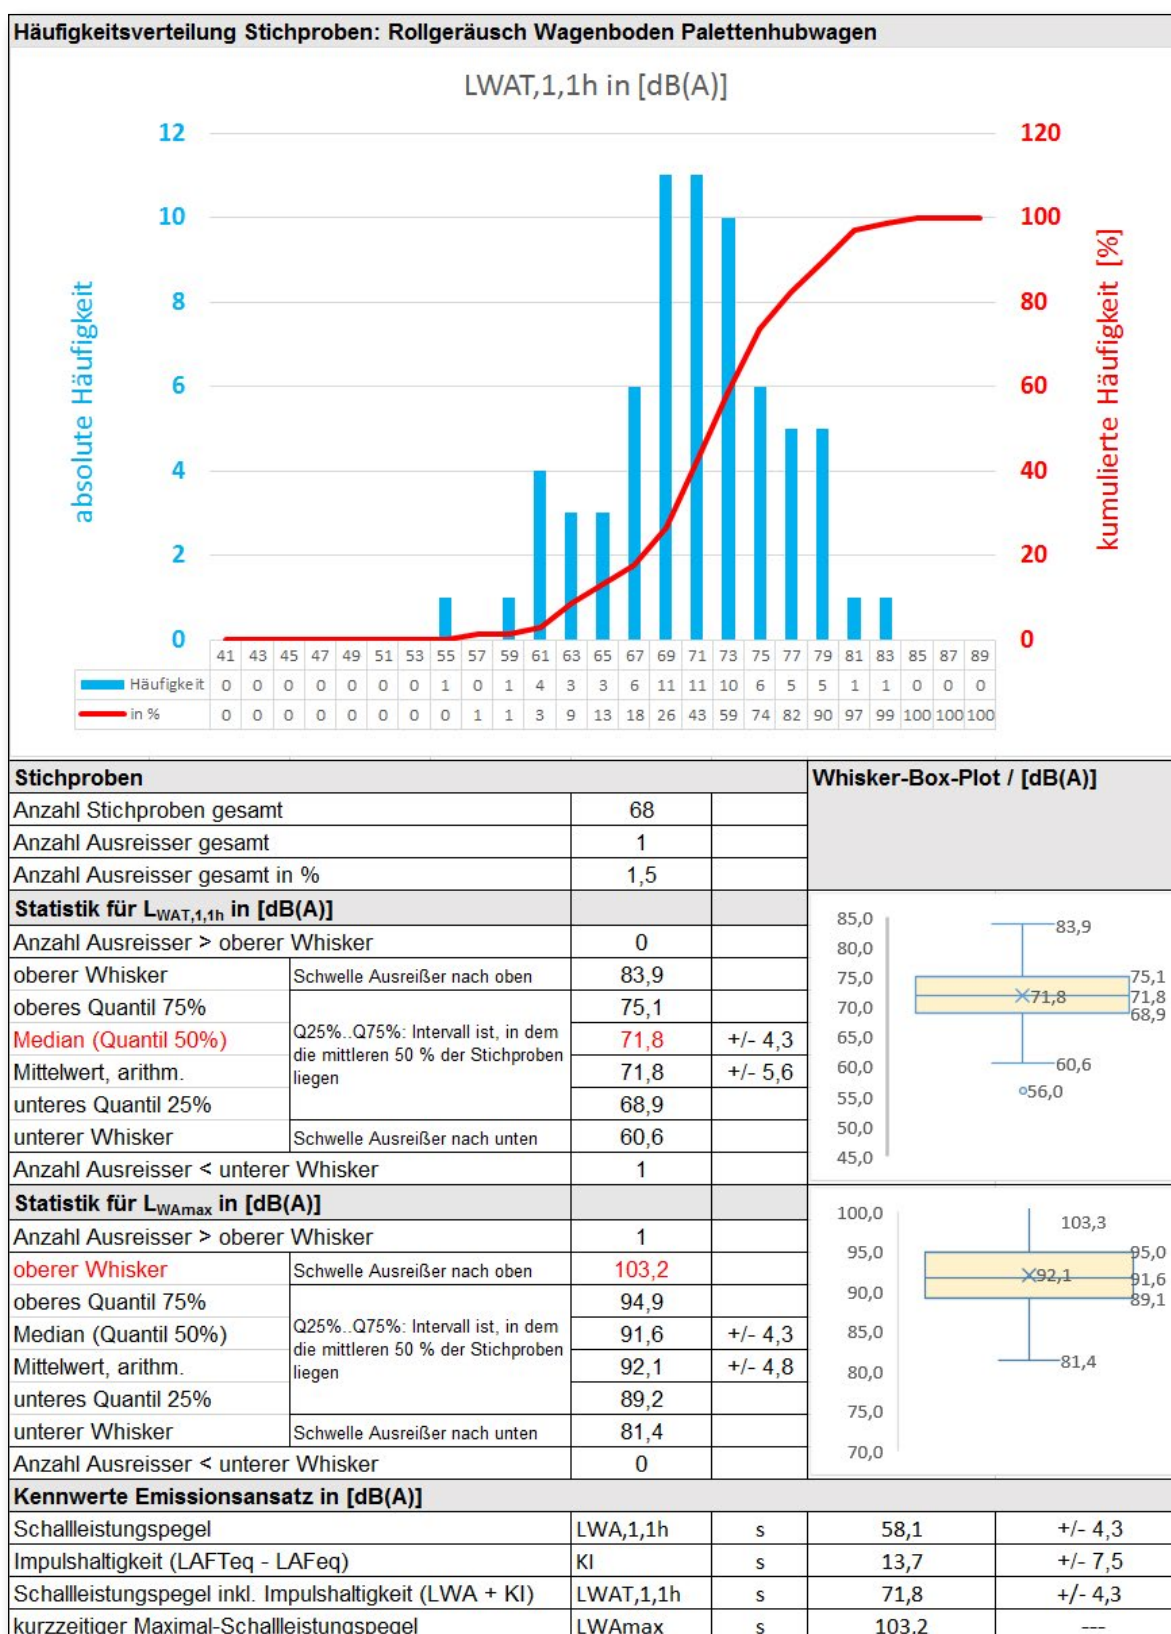 Häufigkeitsverteilung Stichproben: Rollgeräusch Wagenboden Palettenhubwagen
LWAT,1,1h in [dB(A)]
12 120
10 100
8 80
6 60
4 40
2 20
0 0
absolute Häufigkeit
kumulierte Häufigkeit [%]
41 43 45 47 49 51 53 55 57 59 61 63 65 67 69 71 73 75 77 79 81 83 85 87 89
Häufigkeit 0 0 0 0 0 0 0 1 0 1 4 3 3 6 11 11 10 6 5 5 1 1 0 0 0
in % 0 0 0 0 0 0 0 0 1 1 3 9 13 18 26 43 59 74 82 90 97 99 100 100 100
Stichproben Whisker-Box-Plot / [dB(A)]
Anzahl Stichproben gesamt 68
Anzahl Ausreisser gesamt 1
Anzahl Ausreisser gesamt in % 1,5
Statistik für LWAT,1,1h in [dB(A)]
Anzahl Ausreisser > oberer Whisker 0
oberer Whisker Schwelle Ausreißer nach oben 83,9
oberes Quantil 75% 75,1
Median (Quantil 50%) 71,8 +/- 4,3
Mittelwert, arithm. 71,8 +/- 5,6
unteres Quantil 25% 68,9
Q25%..Q75%: Intervall ist, in dem
die mittleren 50 % der Stichproben
liegen
unterer Whisker Schwelle Ausreißer nach unten 60,6
Anzahl Ausreisser < unterer Whisker 1
85,0
80,0
75,0
70,0
65,0
60,0
55,0
50,0
45,0
83,9
75,1
71,8 71,8
68,9
60,6
56,0
Statistik für LWAmax in [dB(A)]
Anzahl Ausreisser > oberer Whisker 1
oberer Whisker Schwelle Ausreißer nach oben 103,2
oberes Quantil 75% 94,9
Median (Quantil 50%) 91,6 +/- 4,3
Mittelwert, arithm. 92,1 +/- 4,8
unteres Quantil 25% 89,2
Q25%..Q75%: Intervall ist, in dem
die mittleren 50 % der Stichproben
liegen
unterer Whisker Schwelle Ausreißer nach unten 81,4
Anzahl Ausreisser < unterer Whisker 0
100,0
95,0
90,0
85,0
80,0
75,0
70,0
103,3
95,0
92,1 91,6
89,1
81,4
Kennwerte Emissionsansatz in [dB(A)]
Schallleistungspegel LWA,1,1h s 58,1 +/- 4,3
Impulshaltigkeit (LAFTeq - LAFeq) KI s 13,7 +/- 7,5
Schallleistungspegel inkl. Impulshaltigkeit (LWA + KI) LWAT,1,1h s 71,8 +/- 4,3
kurzzeitiger Maximal-Schallleistungspegel LWAmax s 103,2 ---